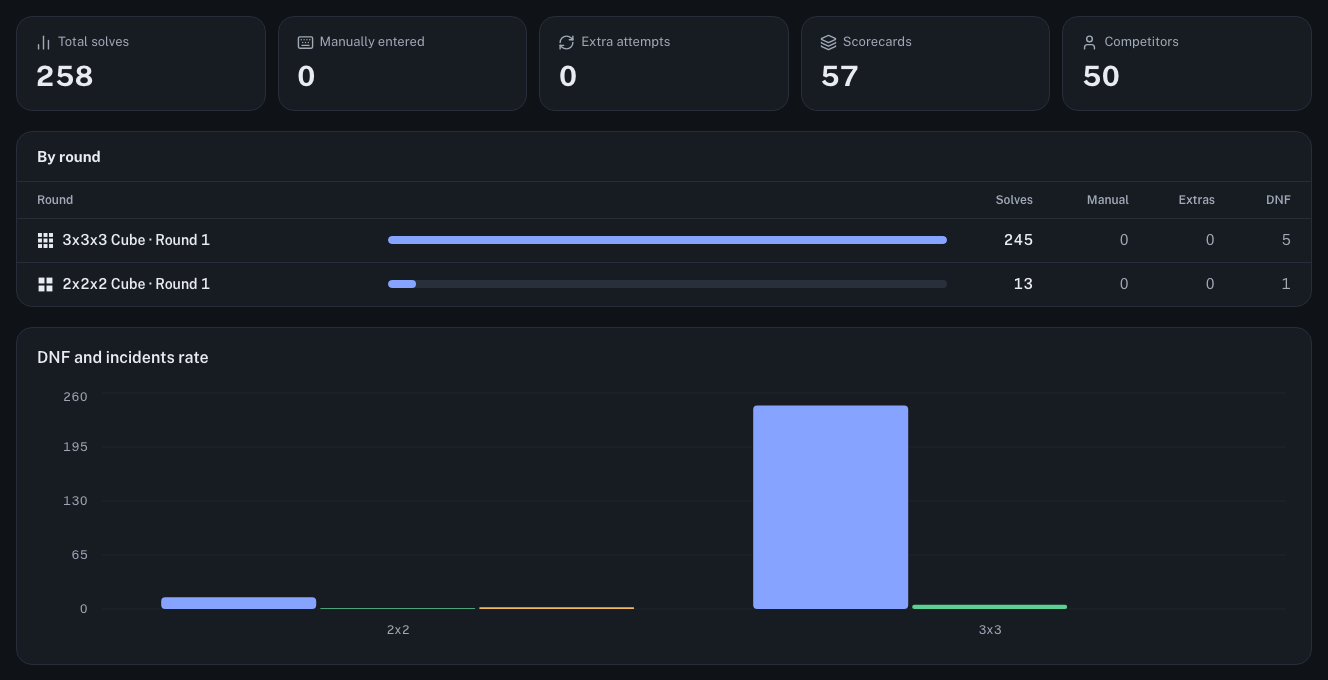 Total solves
258
Manually entered
0
Extra attempts
0
Scorecards
57
Competitors
50
By round
Round Solves Manual Extras DNF
3x3x3 Cube · Round 1 245 0 0 5
2x2x2 Cube · Round 1 13 0 0 1
DNF and incidents rate
260
195
130
65
0
2x2 3x3